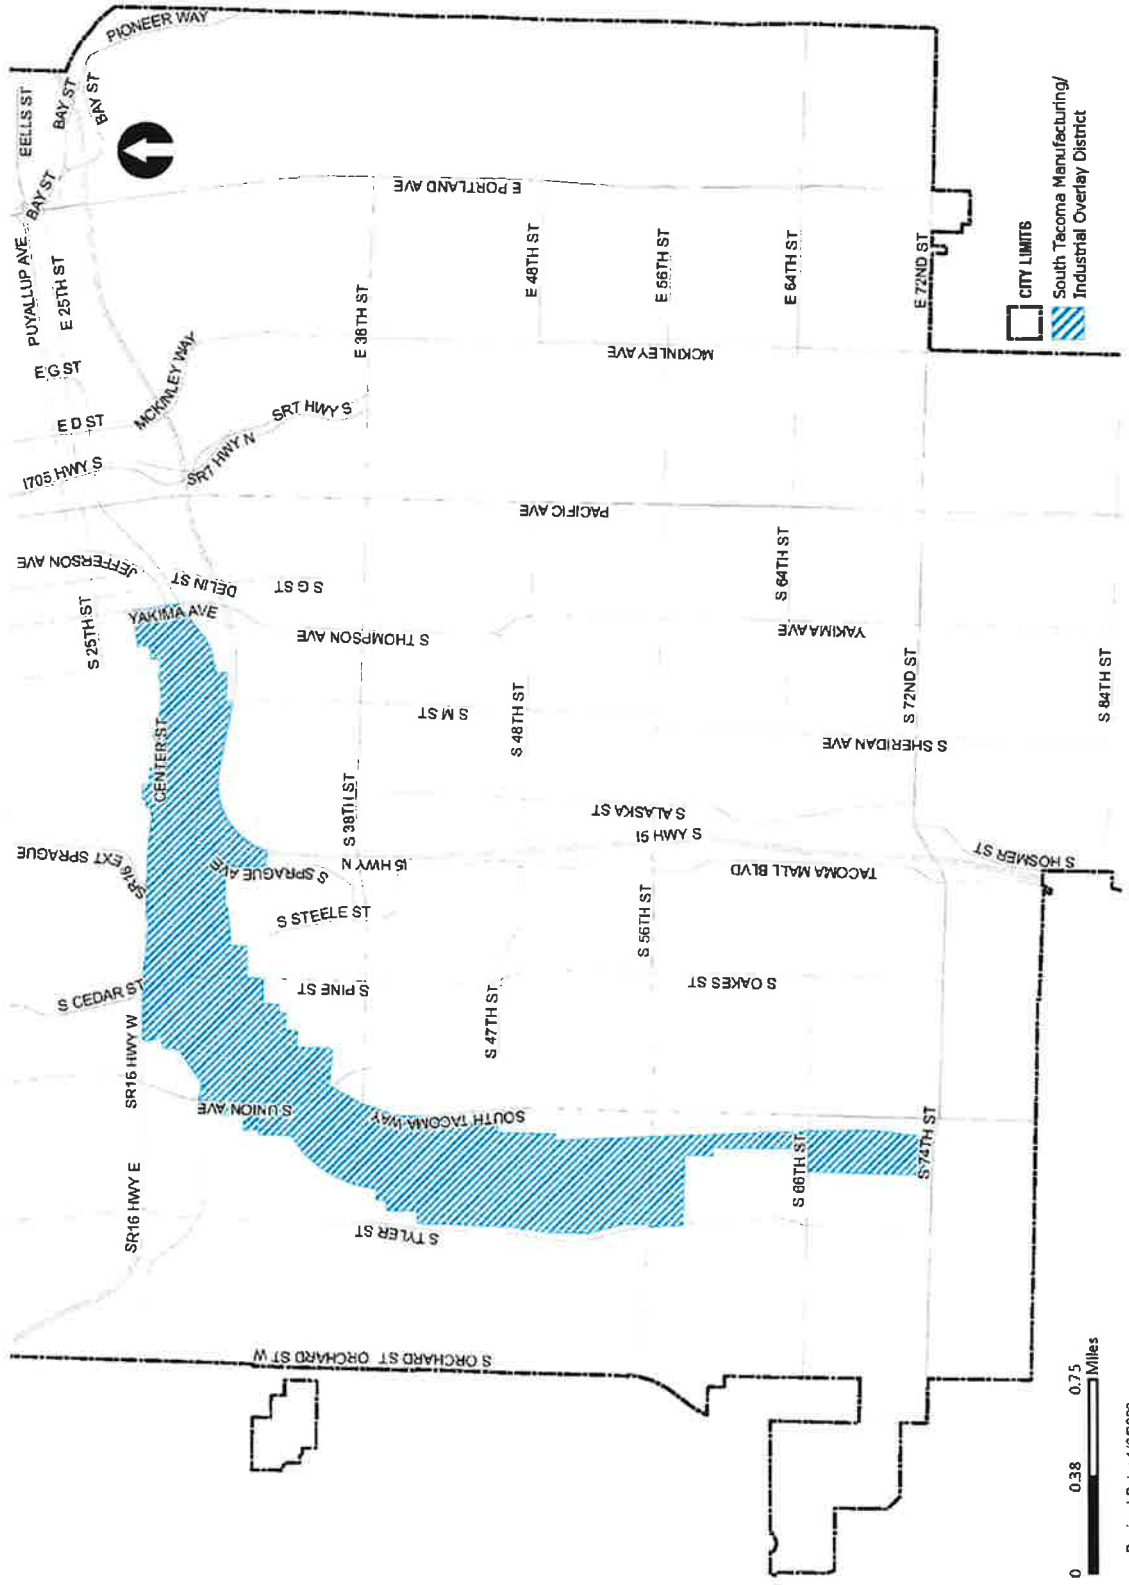 PIONEER WAY
EELLS ST
BAY ST
BAY ST
BAY ST
PUYALLUP AVE
E 25TH ST
E G ST
E D ST
I705 HWY S
MCKINLEY WAY
SR7 HWY N
SR7 HWY S
E PORTLAND AVE
E 38TH ST
E 48TH ST
E 56TH ST
E 64TH ST
E 72ND ST
MCKINLEY AVE
PACIFIC AVE
JEFFERSON AVE
DELIN ST
S G ST
S 25TH ST
YAKIMA AVE
S THOMPSON AVE
S 64TH ST
YAKIMA AVE
CENTER ST
S M ST
S 48TH ST
S 72ND ST
S 84TH ST
S SHERIDAN AVE
S 38TH ST
S ALASKA ST
I5 HWY S
I5 HWY N
TACOMA MALL BLVD
S HOSMER ST
SR16 EXT SPRAGUE
S SPRAGUE AVE
S STEELE ST
S 56TH ST
S CEDAR ST
S PINE ST
S OAKES ST
S 47TH ST
SR16 HWY W
S UNION AVE
SOUTH TACOMA WAY
SR16 HWY E
S 66TH ST
S 74TH ST
S TYLER ST
S ORCHARD ST
ORCHARD ST W
CITY LIMITS
South Tacoma Manufacturing/
Industrial Overlay District
0
0.38
0.75
Miles